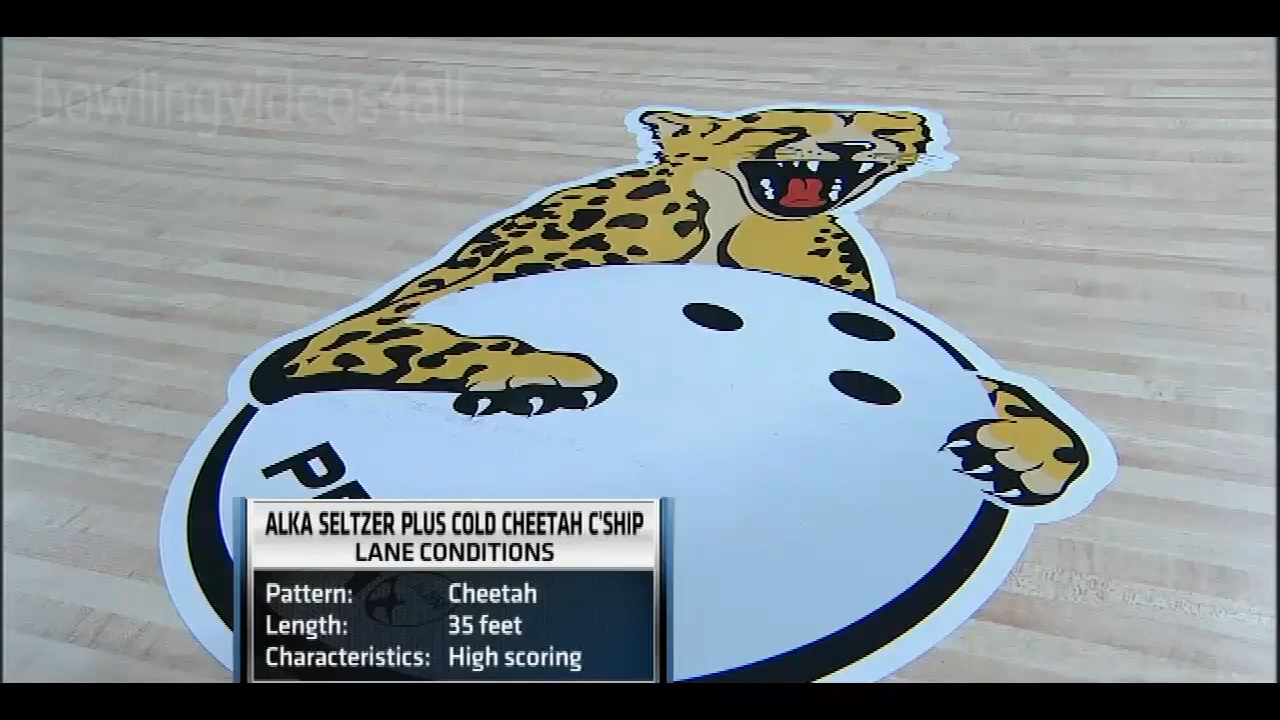 bowlingvideos4all
ALKA SELTZER PLUS COLD CHEETAH C'SHIP
LANE CONDITIONS
Pattern: Cheetah
Length: 35 feet
Characteristics: High scoring